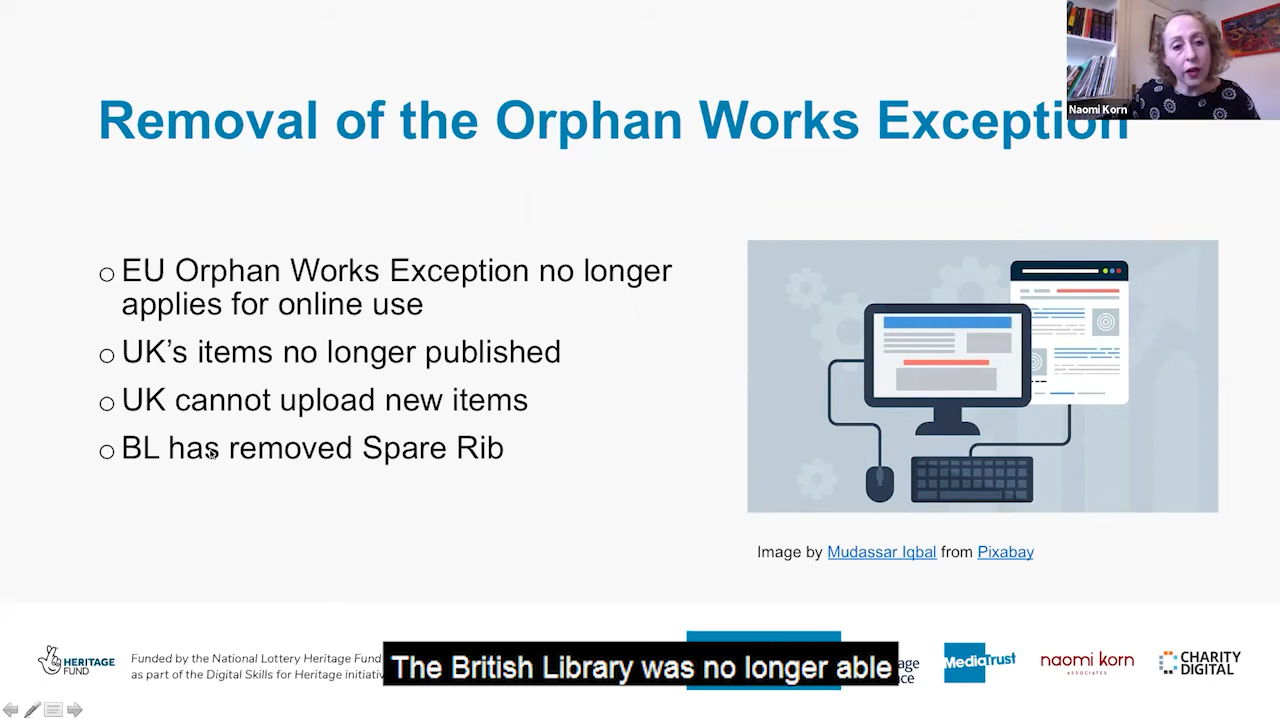 Removal of the Orphan Works Exception
Naomi Korn
o EU Orphan Works Exception no longer
applies for online use
o UK’s items no longer published
o UK cannot upload new items
o BL has removed Spare Rib
Image by Mudassar Iqbal from Pixabay
HERITAGE
FUND
Funded by the National Lottery Heritage Fund
as part of the Digital Skills for Heritage
The British Library was no longer able
MediaTrust
naomi korn
ASSOCIATES
CHARITY
DIGITAL